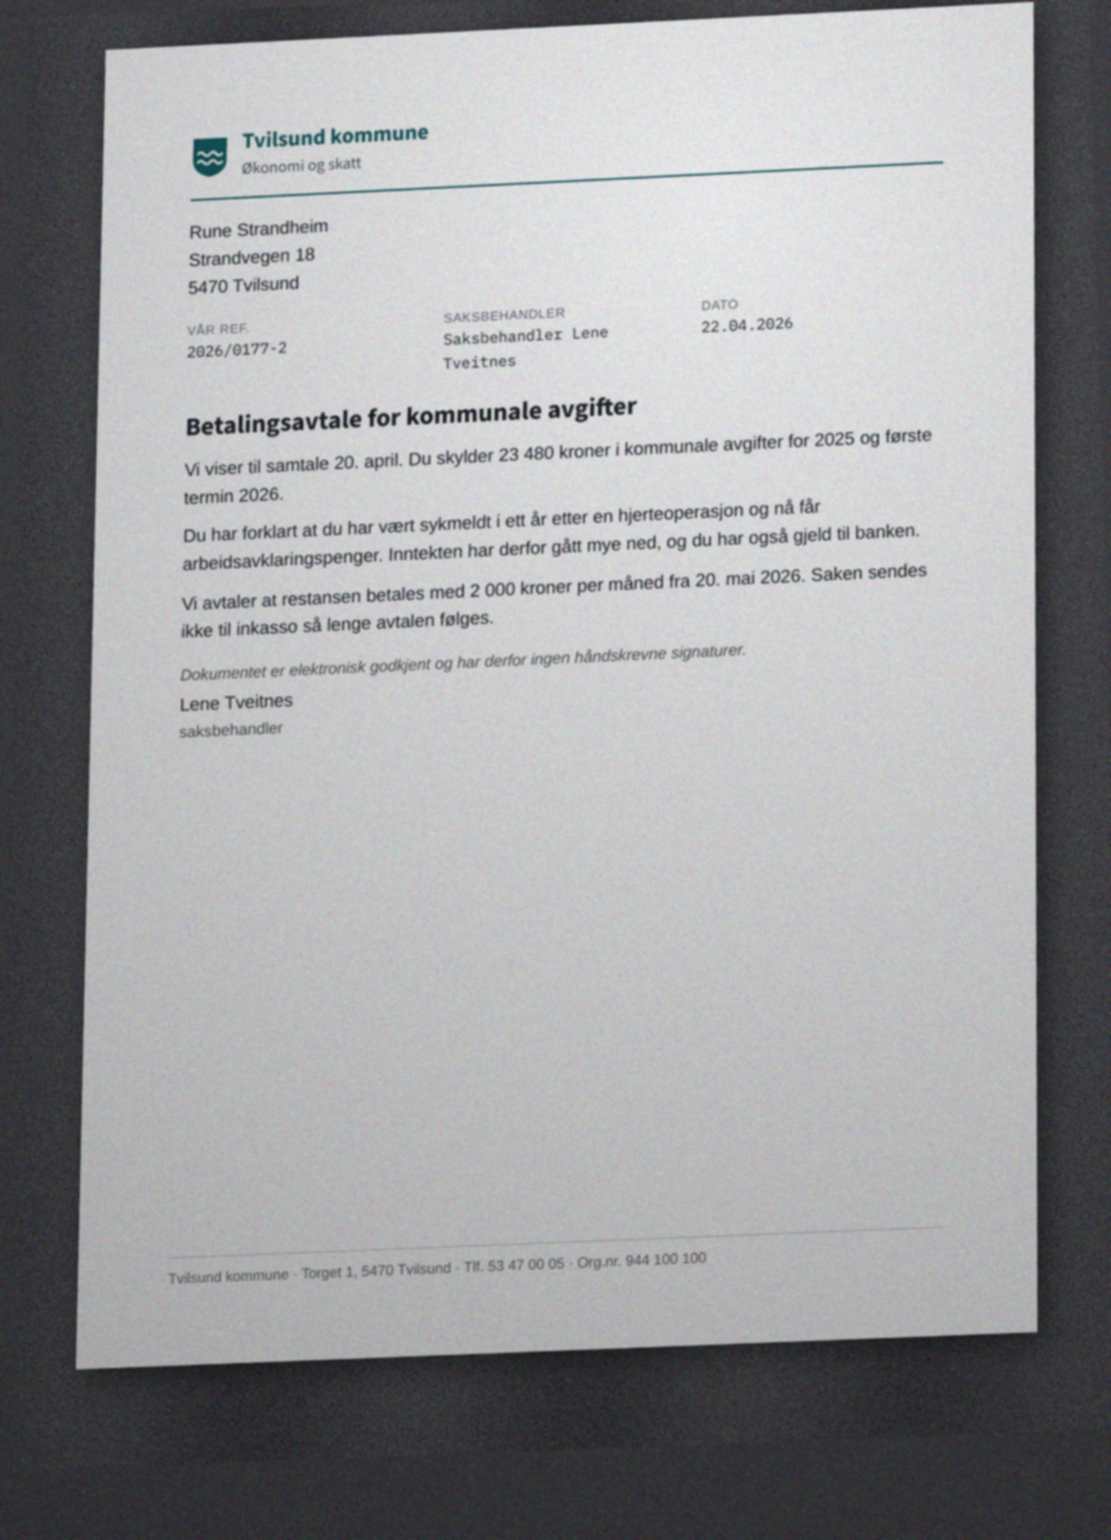 Tvilsund kommune
Økonomi og skatt
Rune Strandheim
Strandvegen 18
5470 Tvilsund
VÅR REF.
2026/0177-2
SAKSBEHANDLER
Saksbehandler Lene
Tveitnes
DATO
22.04.2026
Betalingsavtale for kommunale avgifter
Vi viser til samtale 20. april. Du skylder 23 480 kroner i kommunale avgifter for 2025 og første
termin 2026.
Du har forklart at du har vært sykmeldt i ett år etter en hjerteoperasjon og nå får
arbeidsavklaringspenger. Inntekten har derfor gått mye ned, og du har også gjeld til banken.
Vi avtaler at restansen betales med 2 000 kroner per måned fra 20. mai 2026. Saken sendes
ikke til inkasso så lenge avtalen følges.
Dokumentet er elektronisk godkjent og har derfor ingen håndskrevne signaturer.
Lene Tveitnes
saksbehandler
Tvilsund kommune · Torget 1, 5470 Tvilsund · Tlf. 53 47 00 05 · Org.nr. 944 100 100